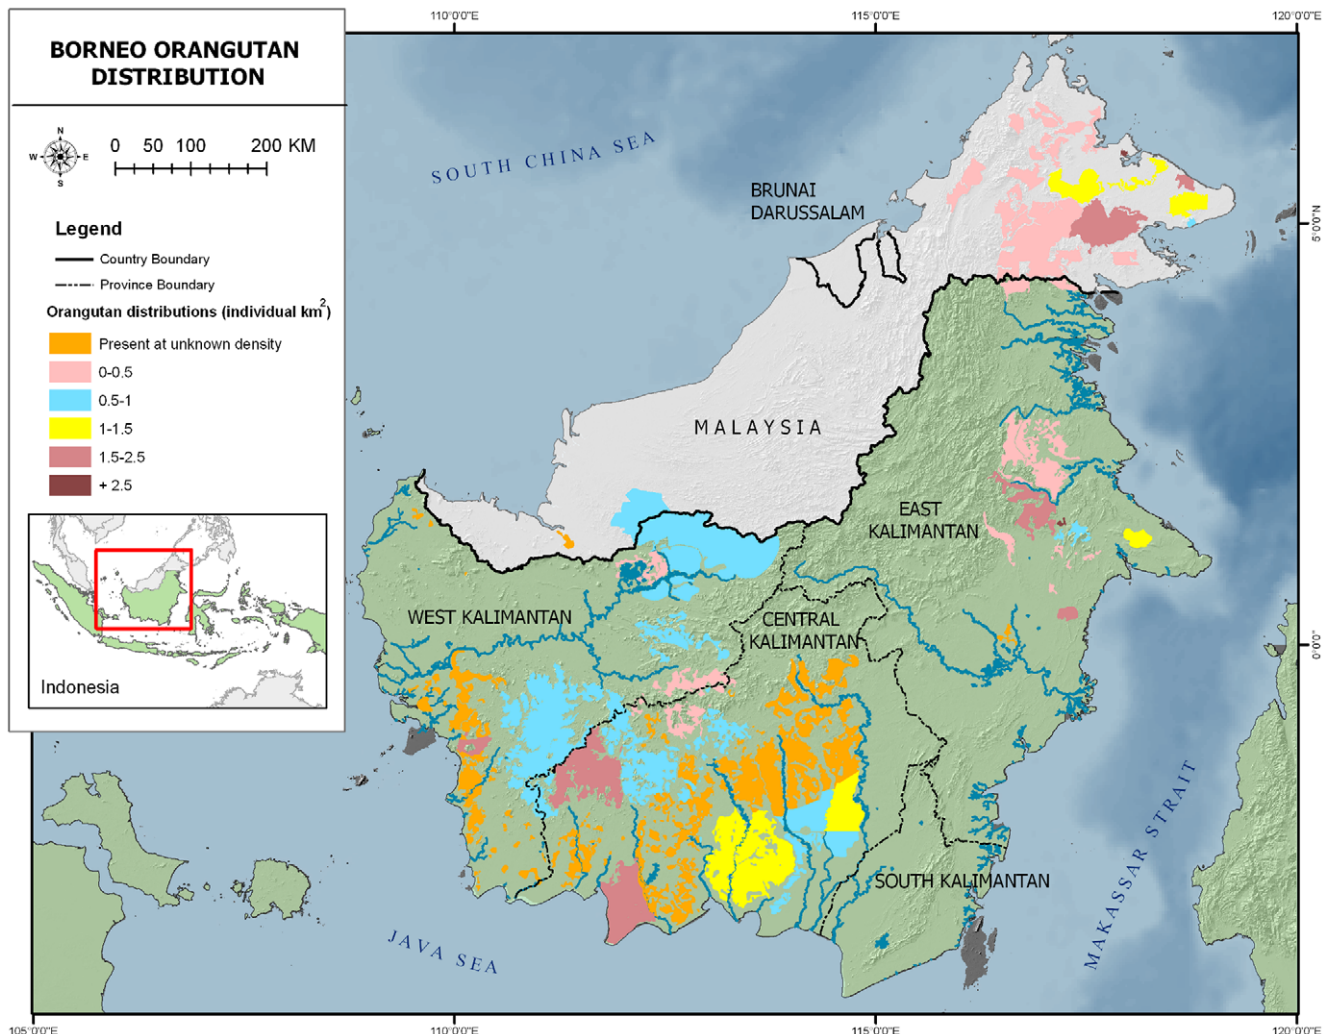 BORNEO ORANGUTAN
DISTRIBUTION
N
W
E
S
0 50 100 200 KM
Legend
Country Boundary
Province Boundary
Orangutan distributions (individual km2)
Present at unknown density
0-0.5
0.5-1
1-1.5
1.5-2.5
+ 2.5
Indonesia
110°0'0"E
115°0'0"E
120°0'0"E
SOUTH CHINA SEA
BRUNAI
DARUSSALAM
5°0'0"N
MALAYSIA
EAST
KALIMANTAN
WEST KALIMANTAN
CENTRAL
KALIMANTAN
0°0'0"
SOUTH KALIMANTAN
MAKASSAR STRAIT
JAVA SEA
105°0'0"E
110°0'0"E
115°0'0"E
120°0'0"E